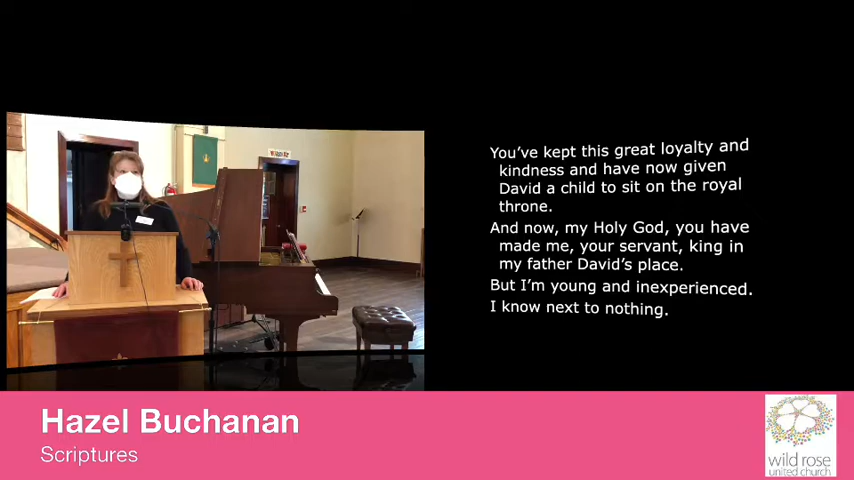 You've kept this great loyalty and
kindness and have now given
David a child to sit on the royal
throne.
And now, my Holy God, you have
made me, your servant, king in
my father David's place.
But I'm young and inexperienced.
I know next to nothing.
Hazel Buchanan
Scriptures
wild rose
united church